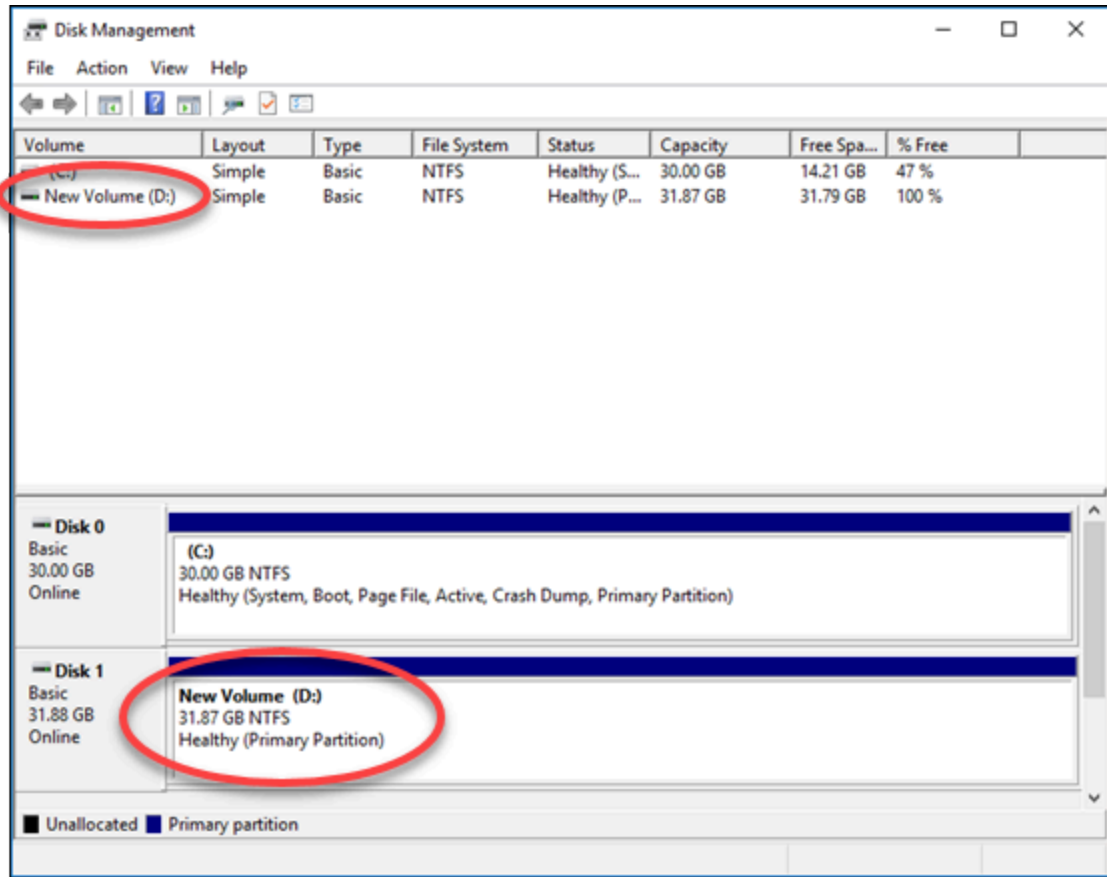 Disk Management
File Action View Help
Volume Layout Type File System Status Capacity Free Spa... % Free
(C:) Simple Basic NTFS Healthy (S... 30.00 GB 14.21 GB 47 %
New Volume (D:) Simple Basic NTFS Healthy (P... 31.87 GB 31.79 GB 100 %
Disk 0
Basic
30.00 GB
Online
(C:)
30.00 GB NTFS
Healthy (System, Boot, Page File, Active, Crash Dump, Primary Partition)
Disk 1
Basic
31.88 GB
Online
New Volume (D:)
31.87 GB NTFS
Healthy (Primary Partition)
Unallocated Primary partition